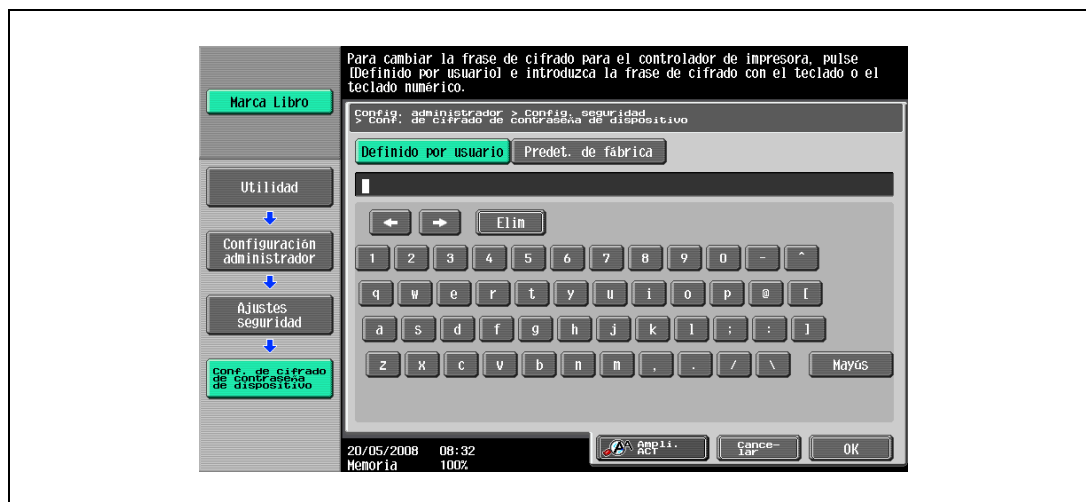 Para cambiar la frase de cifrado para el controlador de impresora, pulse
[Definido por usuario] e introduzca la frase de cifrado con el teclado o el
teclado numérico.
Marca Libro
Config. administrador > Config. seguridad
> Conf. de cifrado de contraseña de dispositivo
Definido por usuario Predet. de fábrica
Utilidad
Elim
Configuración
administrador
1 2 3 4 5 6 7 8 9 0 - ^
q w e r t y u i o p @ [
Ajustes
seguridad
a s d f g h j k l ; : ]
z x c v b n m , . / \ Mayús
Conf. de cifrado
de contraseña
de dispositivo
20/05/2008 08:32
Memoria 100%
Ampli.
ACT
Cance-
lar
OK